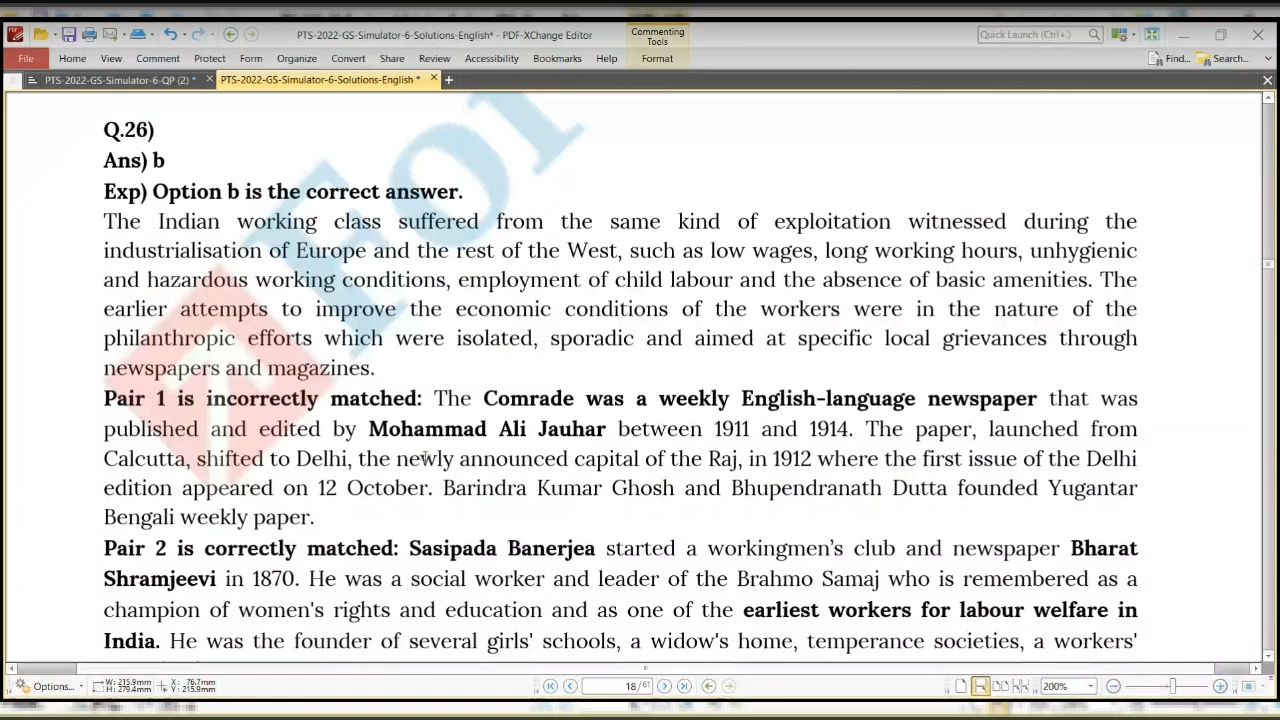 PTS-2022-GS-Simulator-6-Solutions-English* - PDF-XChange Editor
Commenting Tools
Quick Launch (Ctrl+.)
File Home View Comment Protect Form Organize Convert Share Review Accessibility Bookmarks Help Format Find... Search...
PTS-2022-GS-Simulator-6-QP (2) * PTS-2022-GS-Simulator-6-Solutions-English *
For
Q.26)
Ans) b
Exp) Option b is the correct answer.
The Indian working class suffered from the same kind of exploitation witnessed during the
industrialisation of Europe and the rest of the West, such as low wages, long working hours, unhygienic
and hazardous working conditions, employment of child labour and the absence of basic amenities. The
earlier attempts to improve the economic conditions of the workers were in the nature of the
philanthropic efforts which were isolated, sporadic and aimed at specific local grievances through
newspapers and magazines.
Pair 1 is incorrectly matched: The Comrade was a weekly English-language newspaper that was
published and edited by Mohammad Ali Jauhar between 1911 and 1914. The paper, launched from
Calcutta, shifted to Delhi, the newly announced capital of the Raj, in 1912 where the first issue of the Delhi
edition appeared on 12 October. Barindra Kumar Ghosh and Bhupendranath Dutta founded Yugantar
Bengali weekly paper.
Pair 2 is correctly matched: Sasipada Banerjea started a workingmen's club and newspaper Bharat
Shramjeevi in 1870. He was a social worker and leader of the Brahmo Samaj who is remembered as a
champion of women's rights and education and as one of the earliest workers for labour welfare in
India. He was the founder of several girls' schools, a widow's home, temperance societies, a workers'
Options... W: 215.9mm X: 76.7mm 18/61 200%
H: 279.4mm Y: 215.9mm